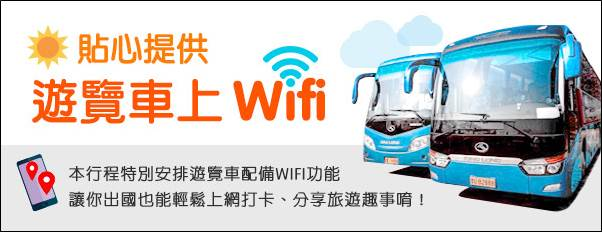 貼心提供
遊覽車上 Wifi
本行程特別安排遊覽車配備WIFI功能
讓你出國也能輕鬆上網打卡、分享旅遊趣事唷！
KING LONG